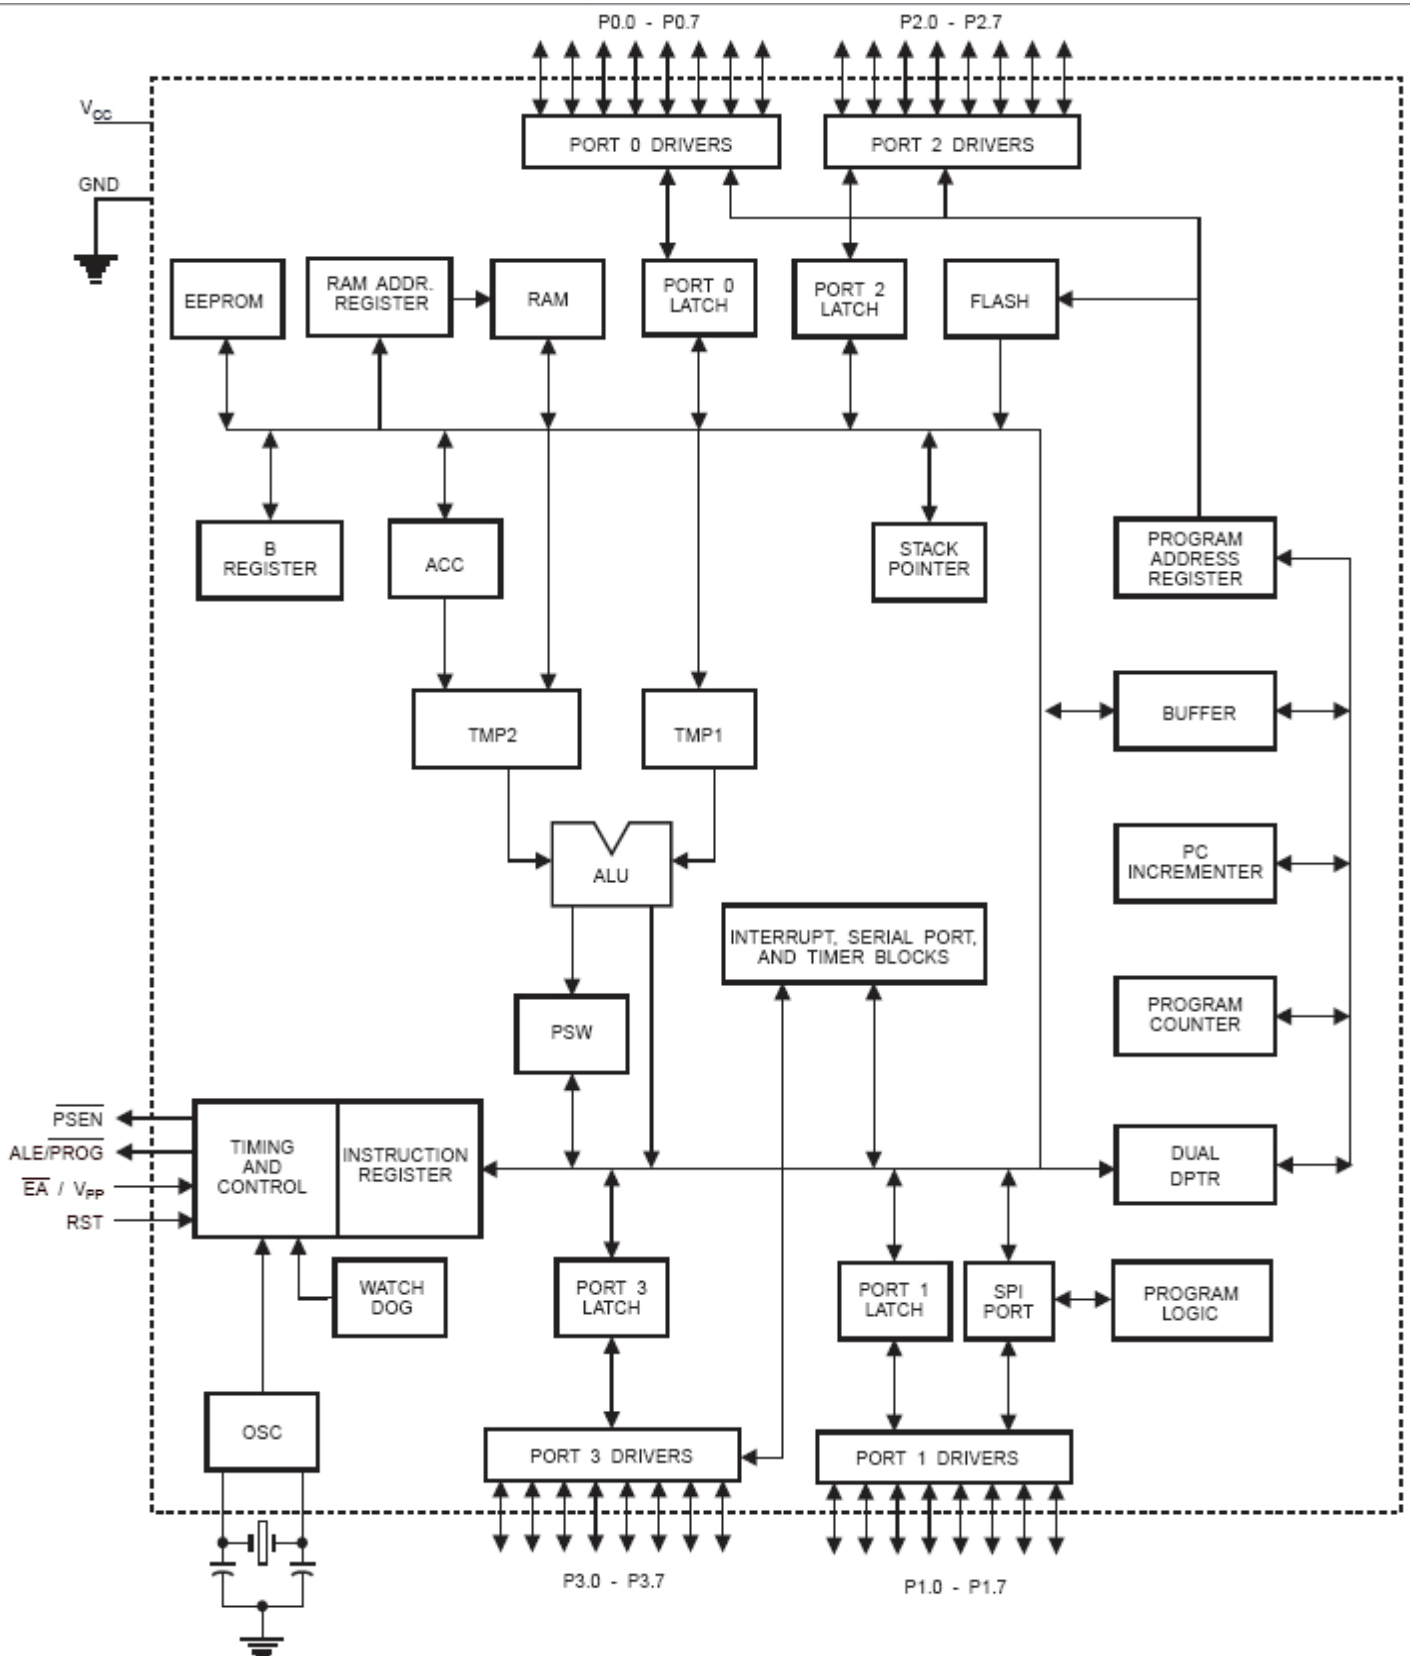 P0.0 - P0.7
P2.0 - P2.7
VCC
GND
PORT 0 DRIVERS
PORT 2 DRIVERS
EEPROM
RAM ADDR.
REGISTER
RAM
PORT 0
LATCH
PORT 2
LATCH
FLASH
B
REGISTER
ACC
STACK
POINTER
PROGRAM
ADDRESS
REGISTER
TMP2
TMP1
BUFFER
ALU
PC
INCREMENTER
INTERRUPT, SERIAL PORT,
AND TIMER BLOCKS
PSW
PROGRAM
COUNTER
PSEN
ALE/PROG
EA / VPP
RST
TIMING
AND
CONTROL
INSTRUCTION
REGISTER
DUAL
DPTR
WATCH
DOG
PORT 3
LATCH
PORT 1
LATCH
SPI
PORT
PROGRAM
LOGIC
OSC
PORT 3 DRIVERS
PORT 1 DRIVERS
P3.0 - P3.7
P1.0 - P1.7